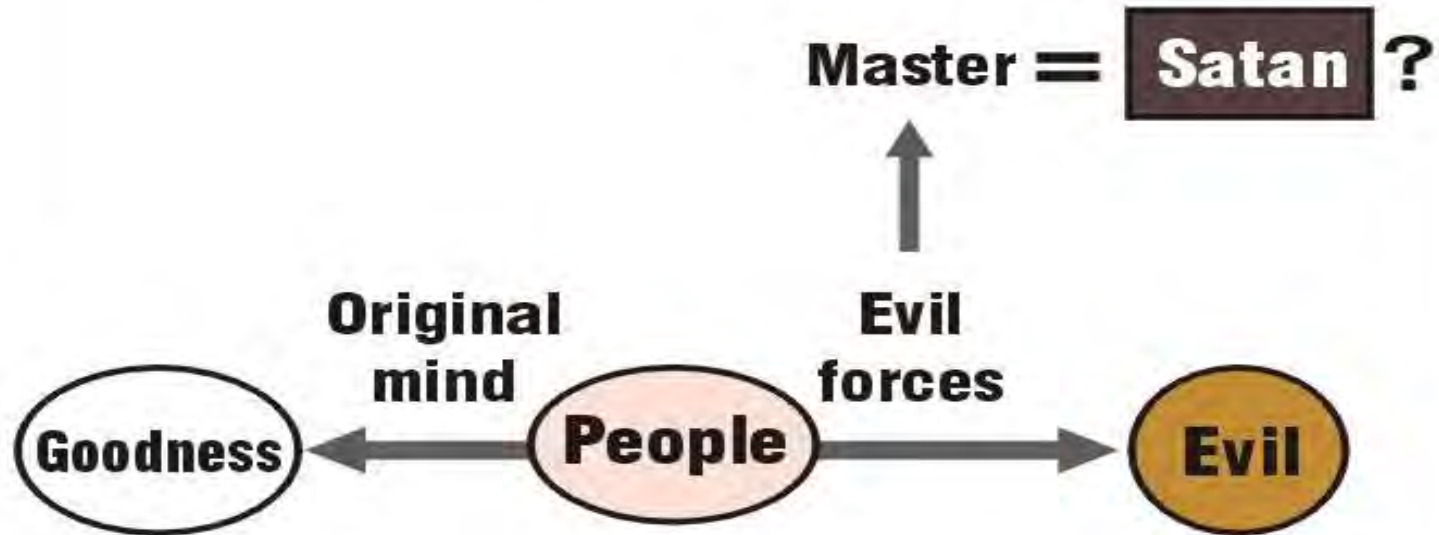 Master = Satan ?
Original
mind
Evil
forces
Goodness
People
Evil